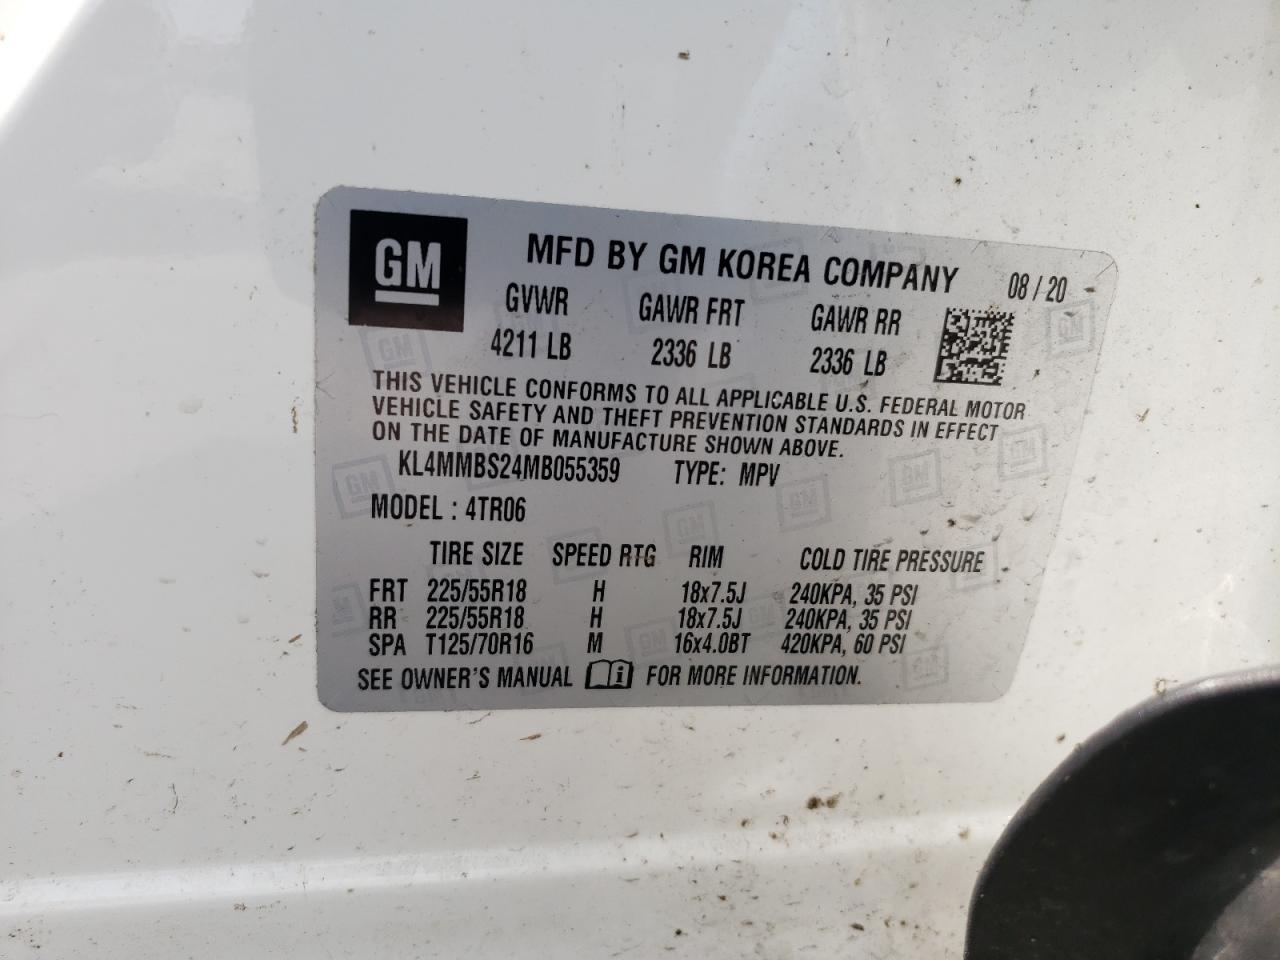 GM
MFD BY GM KOREA COMPANY 08 / 20
GVWR GAWR FRT GAWR RR
4211 LB 2336 LB 2336 LB
THIS VEHICLE CONFORMS TO ALL APPLICABLE U.S. FEDERAL MOTOR
VEHICLE SAFETY AND THEFT PREVENTION STANDARDS IN EFFECT
ON THE DATE OF MANUFACTURE SHOWN ABOVE.
KL4MMBS24MB055359 TYPE: MPV
MODEL : 4TR06
TIRE SIZE SPEED RTG RIM COLD TIRE PRESSURE
FRT 225/55R18 H 18x7.5J 240KPA, 35 PSI
RR 225/55R18 H 18x7.5J 240KPA, 35 PSI
SPA T125/70R16 M 16x4.0BT 420KPA, 60 PSI
SEE OWNER'S MANUAL i FOR MORE INFORMATION.